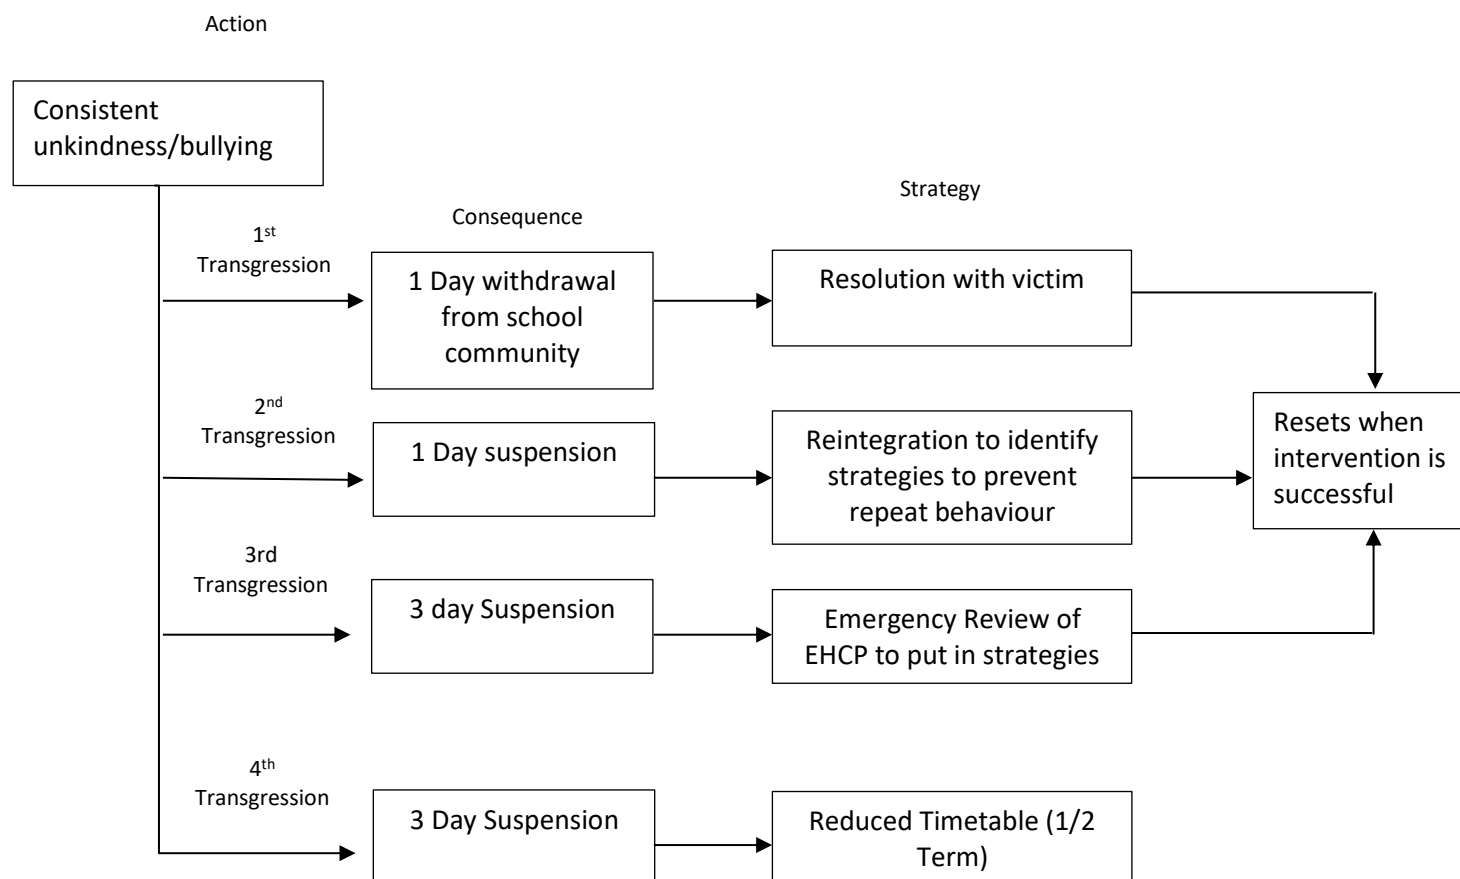 Action
Consistent
unkindness/bullying
Strategy
Consequence
1st
Transgression
1 Day withdrawal
from school
community
Resolution with victim
2nd
Transgression
1 Day suspension
Reintegration to identify
strategies to prevent
repeat behaviour
Resets when
intervention is
successful
3rd
Transgression
3 day Suspension
Emergency Review of
EHCP to put in strategies
4th
Transgression
3 Day Suspension
Reduced Timetable (1/2
Term)